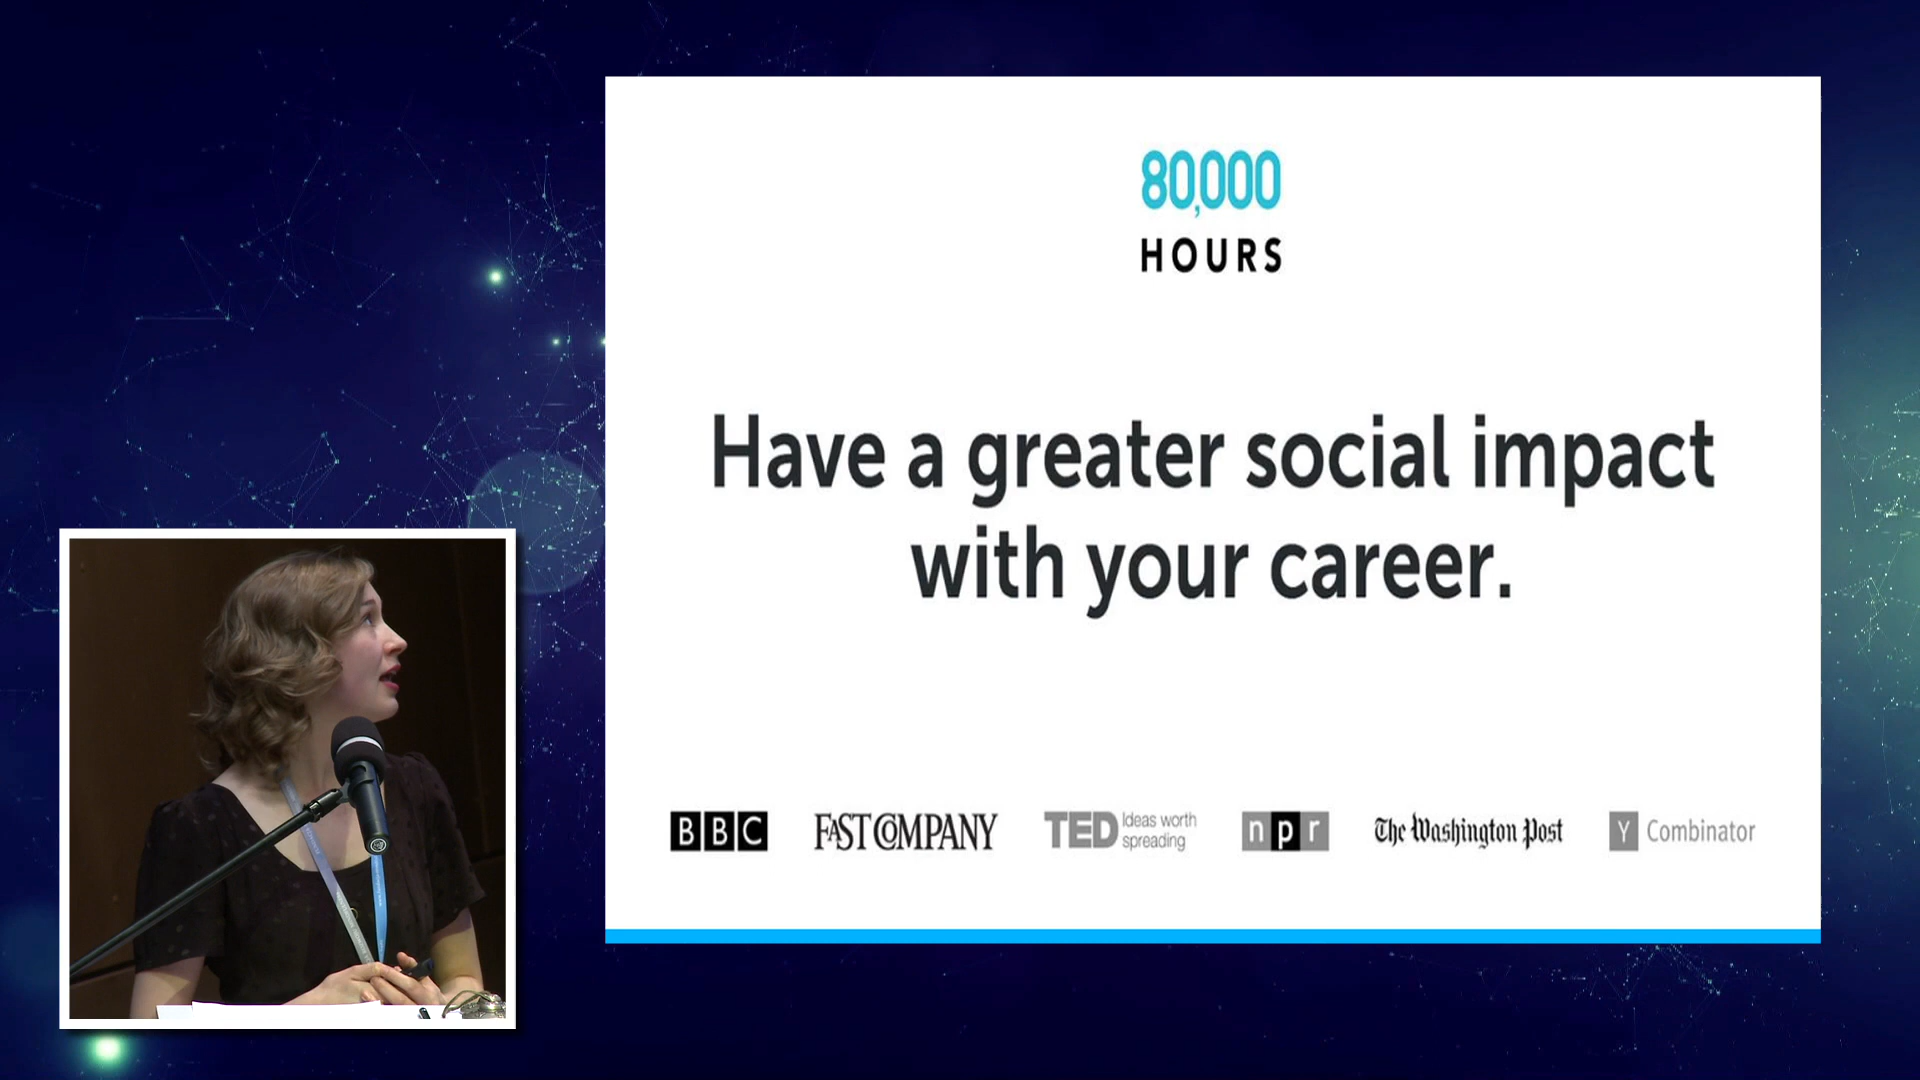 80,000
HOURS
Have a greater social impact
with your career.
BBC
FAST COMPANY
TED Ideas worth
spreading
npr
The Washington Post
Y Combinator